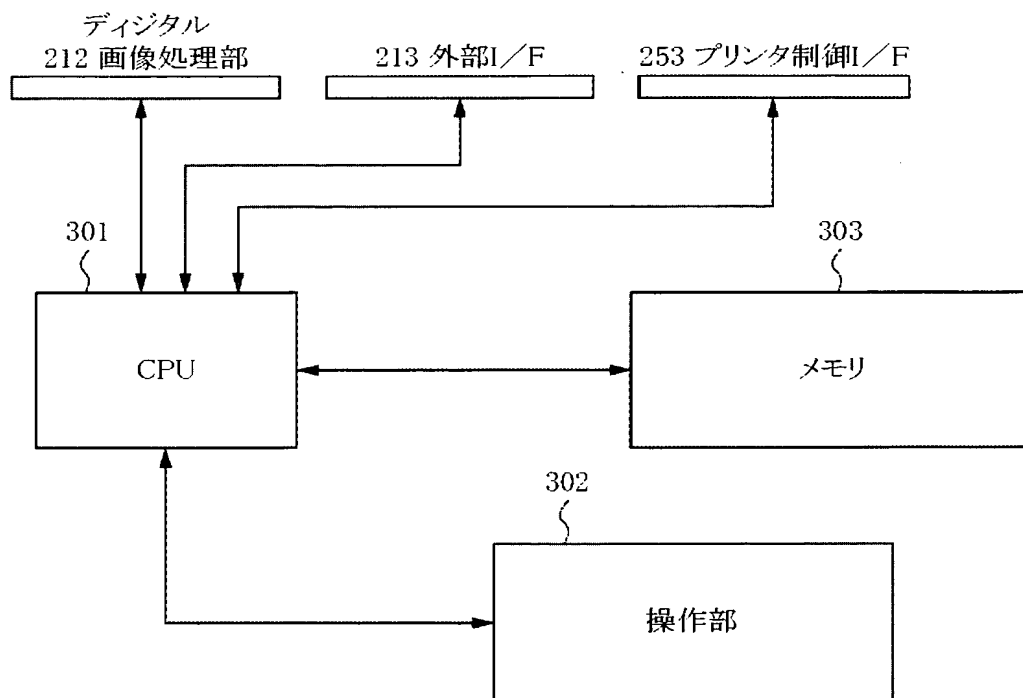 ディジタル
212 画像処理部
213 外部I/F
253 プリンタ制御I/F
301
303
CPU
メモリ
302
操作部